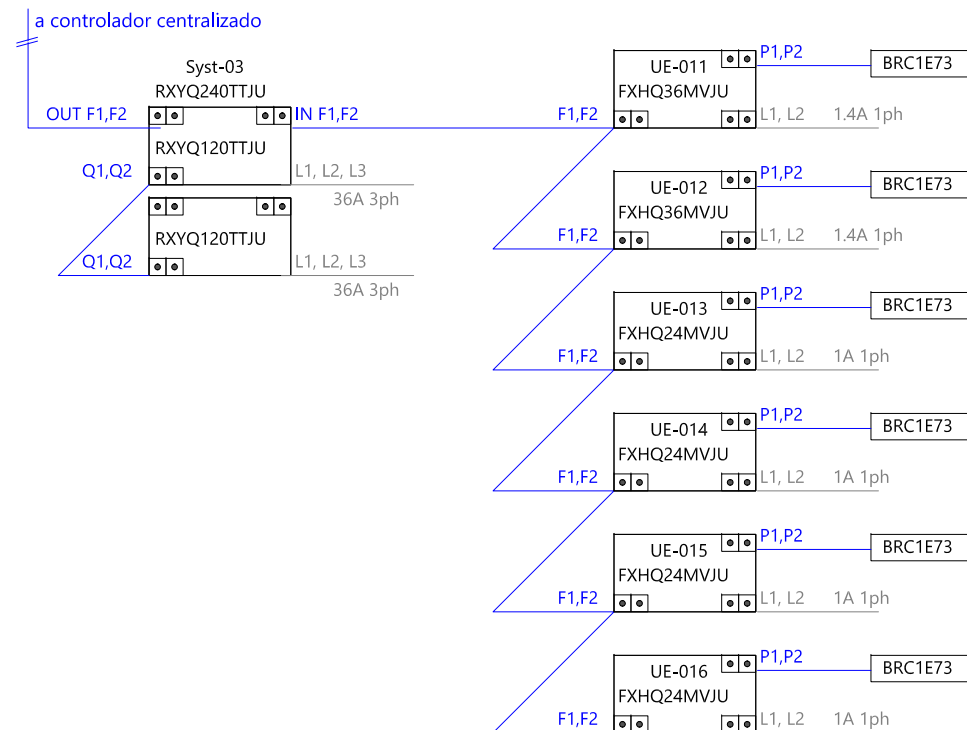 a controlador centralizado
Syst-03
RXYQ240TTJU
OUT F1,F2
IN F1,F2
RXYQ120TTJU
Q1,Q2
L1, L2, L3
36A 3ph
RXYQ120TTJU
Q1,Q2
L1, L2, L3
36A 3ph
UE-011
P1,P2
BRC1E73
FXHQ36MVJU
F1,F2
L1, L2
1.4A 1ph
UE-012
P1,P2
BRC1E73
FXHQ36MVJU
F1,F2
L1, L2
1.4A 1ph
UE-013
P1,P2
BRC1E73
FXHQ24MVJU
F1,F2
L1, L2
1A 1ph
UE-014
P1,P2
BRC1E73
FXHQ24MVJU
F1,F2
L1, L2
1A 1ph
UE-015
P1,P2
BRC1E73
FXHQ24MVJU
F1,F2
L1, L2
1A 1ph
UE-016
P1,P2
BRC1E73
FXHQ24MVJU
F1,F2
L1, L2
1A 1ph